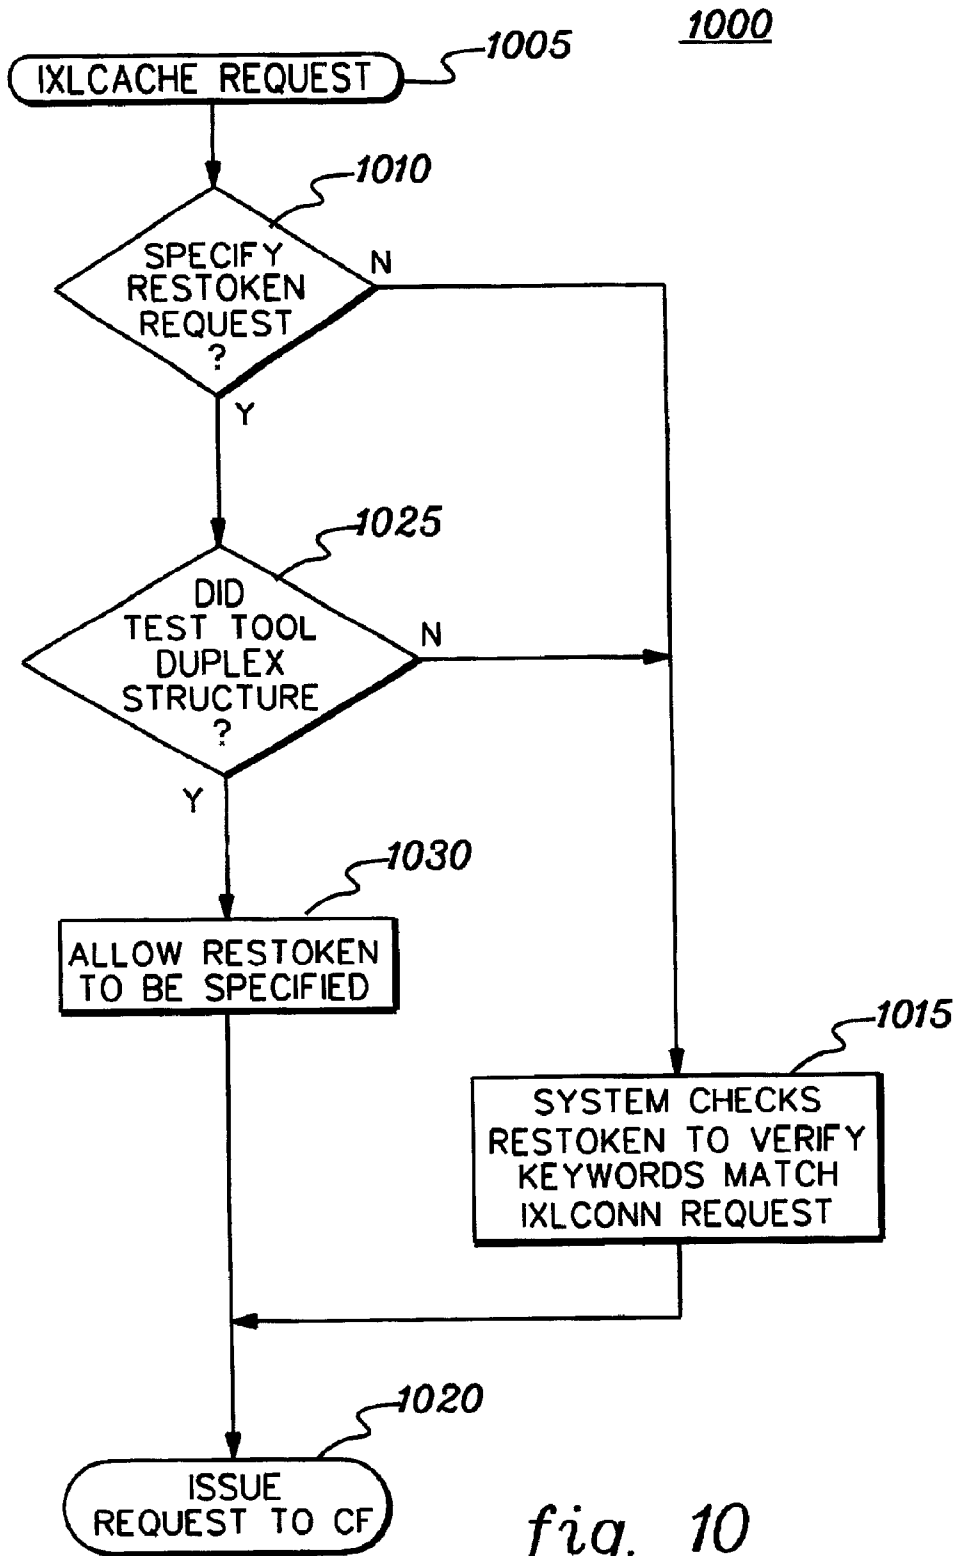 1000
1005
IXLCACHE REQUEST
1010
SPECIFY
RESTOKEN
REQUEST
?
N
Y
1025
DID
TEST TOOL
DUPLEX
STRUCTURE
?
N
Y
1030
ALLOW RESTOKEN
TO BE SPECIFIED
1015
SYSTEM CHECKS
RESTOKEN TO VERIFY
KEYWORDS MATCH
IXLCONN REQUEST
1020
ISSUE
REQUEST TO CF
fig. 10